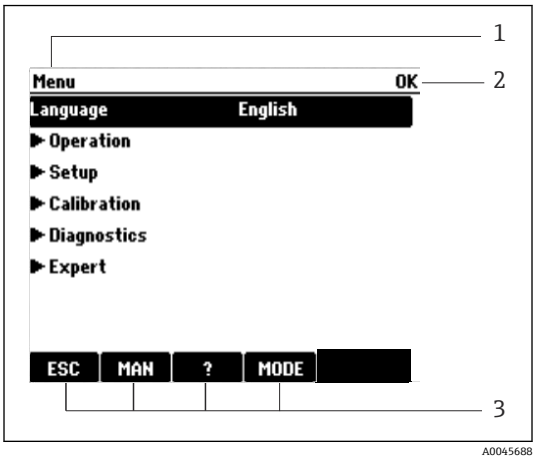 1
Menu OK 2
Language English
Operation
Setup
Calibration
Diagnostics
Expert
ESC MAN ? MODE
3
A0045688